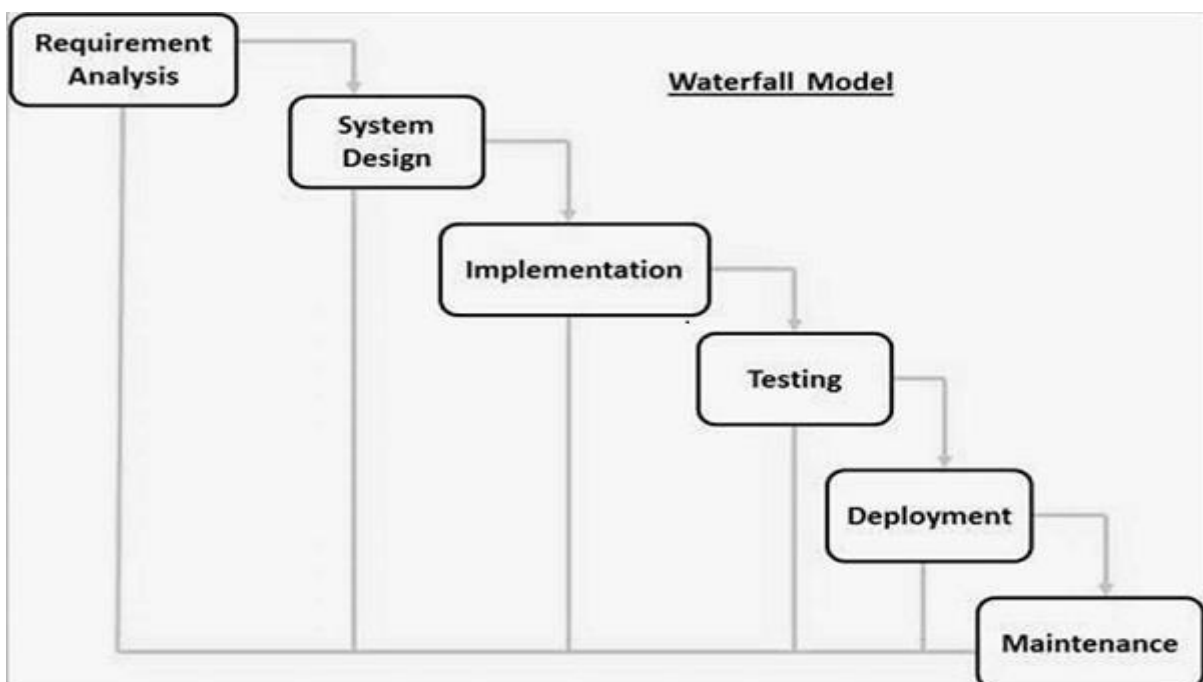 Requirement
Analysis
Waterfall Model
System
Design
Implementation
Testing
Deployment
Maintenance